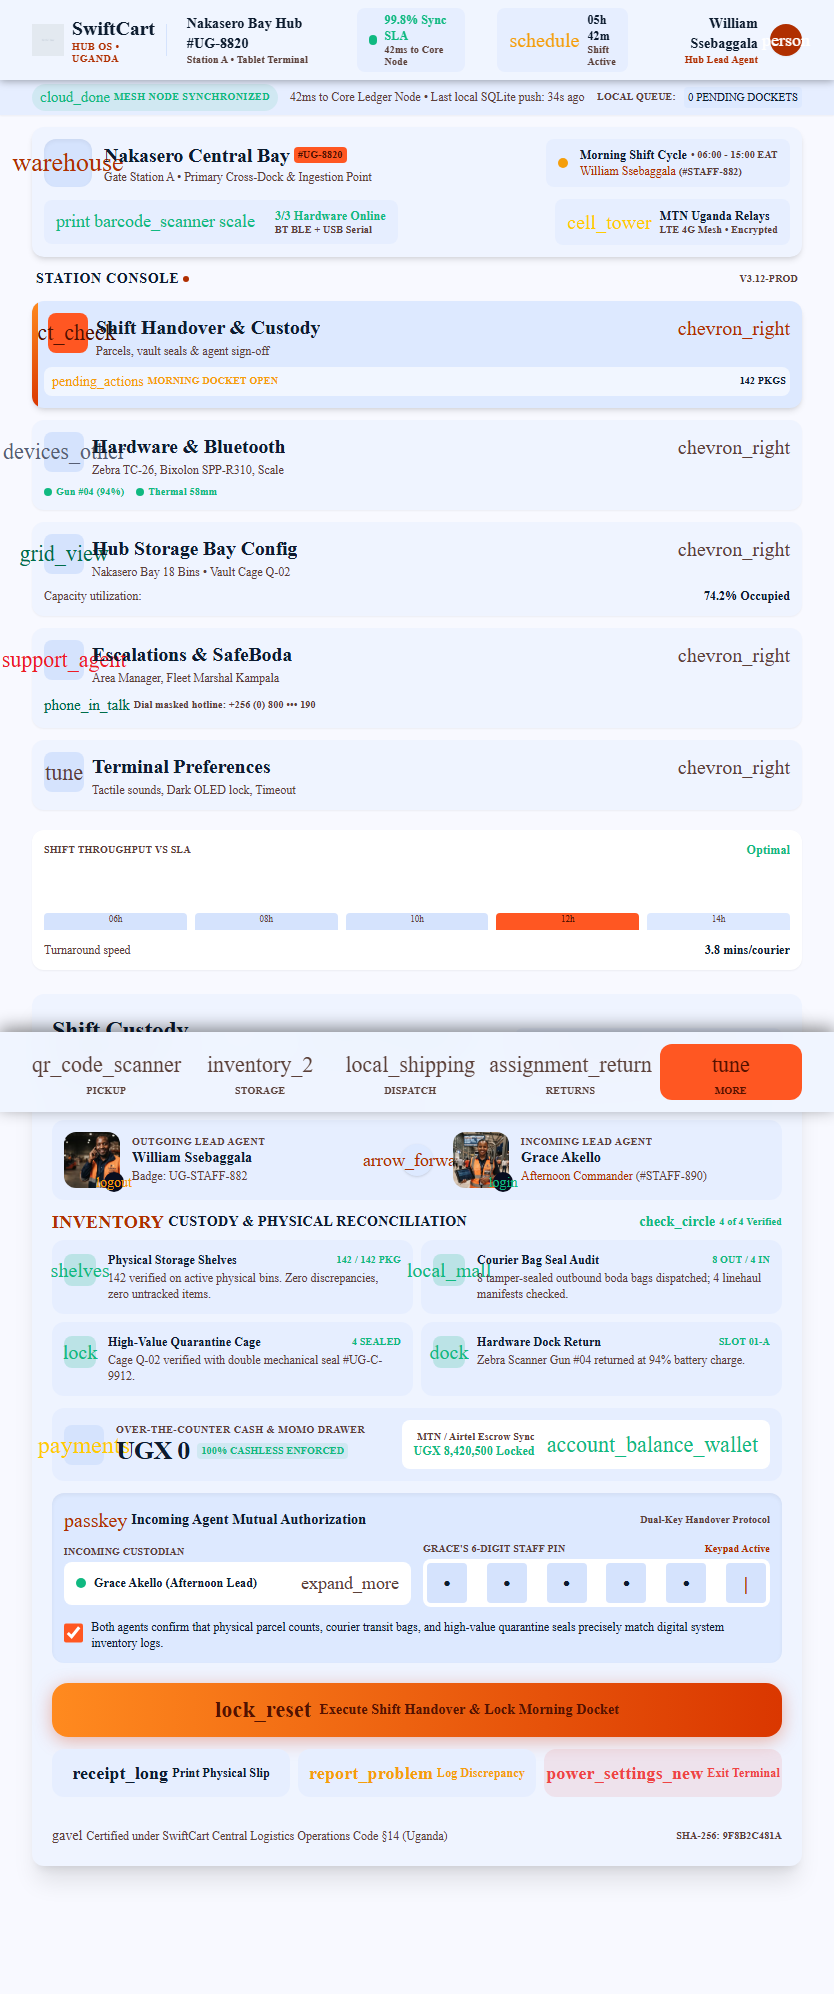 SwiftCart
HUB OS •
UGANDA
Nakasero Bay Hub
#UG-8820
Station A • Tablet Terminal
99.8% Sync
SLA
42ms to Core
Node
schedule
05h
42m
Shift
Active
William
Ssebaggala
Hub Lead Agent
person
cloud_done MESH NODE SYNCHRONIZED
42ms to Core Ledger Node • Last local SQLite push: 34s ago
LOCAL QUEUE: 0 PENDING DOCKETS
warehouse
Nakasero Central Bay #UG-8820
Gate Station A • Primary Cross-Dock & Ingestion Point
Morning Shift Cycle • 06:00 - 15:00 EAT
William Ssebaggala (#STAFF-882)
print barcode_scanner scale
3/3 Hardware Online
BT BLE + USB Serial
cell_tower
MTN Uganda Relays
LTE 4G Mesh • Encrypted
STATION CONSOLE
V3.12-PROD
ct_check
Shift Handover & Custody
chevron_right
Parcels, vault seals & agent sign-off
pending_actions MORNING DOCKET OPEN
142 PKGS
devices_other
Hardware & Bluetooth
chevron_right
Zebra TC-26, Bixolon SPP-R310, Scale
Gun #04 (94%)
Thermal 58mm
grid_view
Hub Storage Bay Config
chevron_right
Nakasero Bay 18 Bins • Vault Cage Q-02
Capacity utilization:
74.2% Occupied
support_agent
Escalations & SafeBoda
chevron_right
Area Manager, Fleet Marshal Kampala
phone_in_talk Dial masked hotline: +256 (0) 800 ••• 190
tune
Terminal Preferences
chevron_right
Tactile sounds, Dark OLED lock, Timeout
SHIFT THROUGHPUT VS SLA
Optimal
06h
08h
10h
12h
14h
Turnaround speed
3.8 mins/courier
Shift Custody
qr_code_scanner
PICKUP
inventory_2
STORAGE
local_shipping
DISPATCH
assignment_return
RETURNS
tune
MORE
logout
OUTGOING LEAD AGENT
William Ssebaggala
Badge: UG-STAFF-882
arrow_forwa
login
INCOMING LEAD AGENT
Grace Akello
Afternoon Commander (#STAFF-890)
INVENTORY CUSTODY & PHYSICAL RECONCILIATION
check_circle 4 of 4 Verified
shelves
Physical Storage Shelves
142 / 142 PKG
142 verified on active physical bins. Zero discrepancies,
zero untracked items.
local_mall
Courier Bag Seal Audit
8 OUT / 4 IN
8 tamper-sealed outbound boda bags dispatched; 4 linehaul
manifests checked.
lock
High-Value Quarantine Cage
4 SEALED
Cage Q-02 verified with double mechanical seal #UG-C-
9912.
dock
Hardware Dock Return
SLOT 01-A
Zebra Scanner Gun #04 returned at 94% battery charge.
payments
OVER-THE-COUNTER CASH & MOMO DRAWER
UGX 0 100% CASHLESS ENFORCED
MTN / Airtel Escrow Sync
UGX 8,420,500 Locked
account_balance_wallet
passkey Incoming Agent Mutual Authorization
Dual-Key Handover Protocol
INCOMING CUSTODIAN
Grace Akello (Afternoon Lead)
expand_more
GRACE'S 6-DIGIT STAFF PIN
Keypad Active
• • • • • |
Both agents confirm that physical parcel counts, courier transit bags, and high-value quarantine seals precisely match digital system
inventory logs.
lock_reset Execute Shift Handover & Lock Morning Docket
receipt_long Print Physical Slip
report_problem Log Discrepancy
power_settings_new Exit Terminal
gavel Certified under SwiftCart Central Logistics Operations Code §14 (Uganda)
SHA-256: 9F8B2C481A